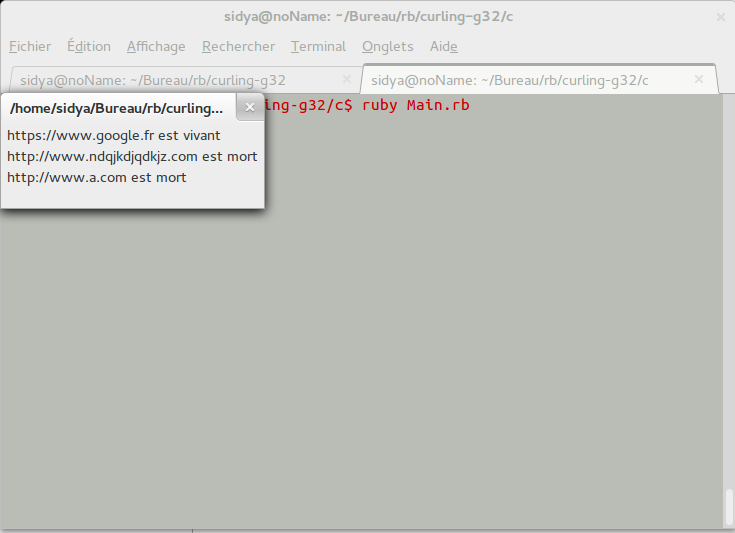 sidya@noName: ~/Bureau/rb/curling-g32/c
Fichier Édition Affichage Rechercher Terminal Onglets Aide
sidya@noName: ~/Bureau/rb/curling-g32 sidya@noName: ~/Bureau/rb/curling-g32/c
/home/sidya/Bureau/rb/curling...
ing-g32/c$ ruby Main.rb
https://www.google.fr est vivant
http://www.ndqjkdjqdkjz.com est mort
http://www.a.com est mort